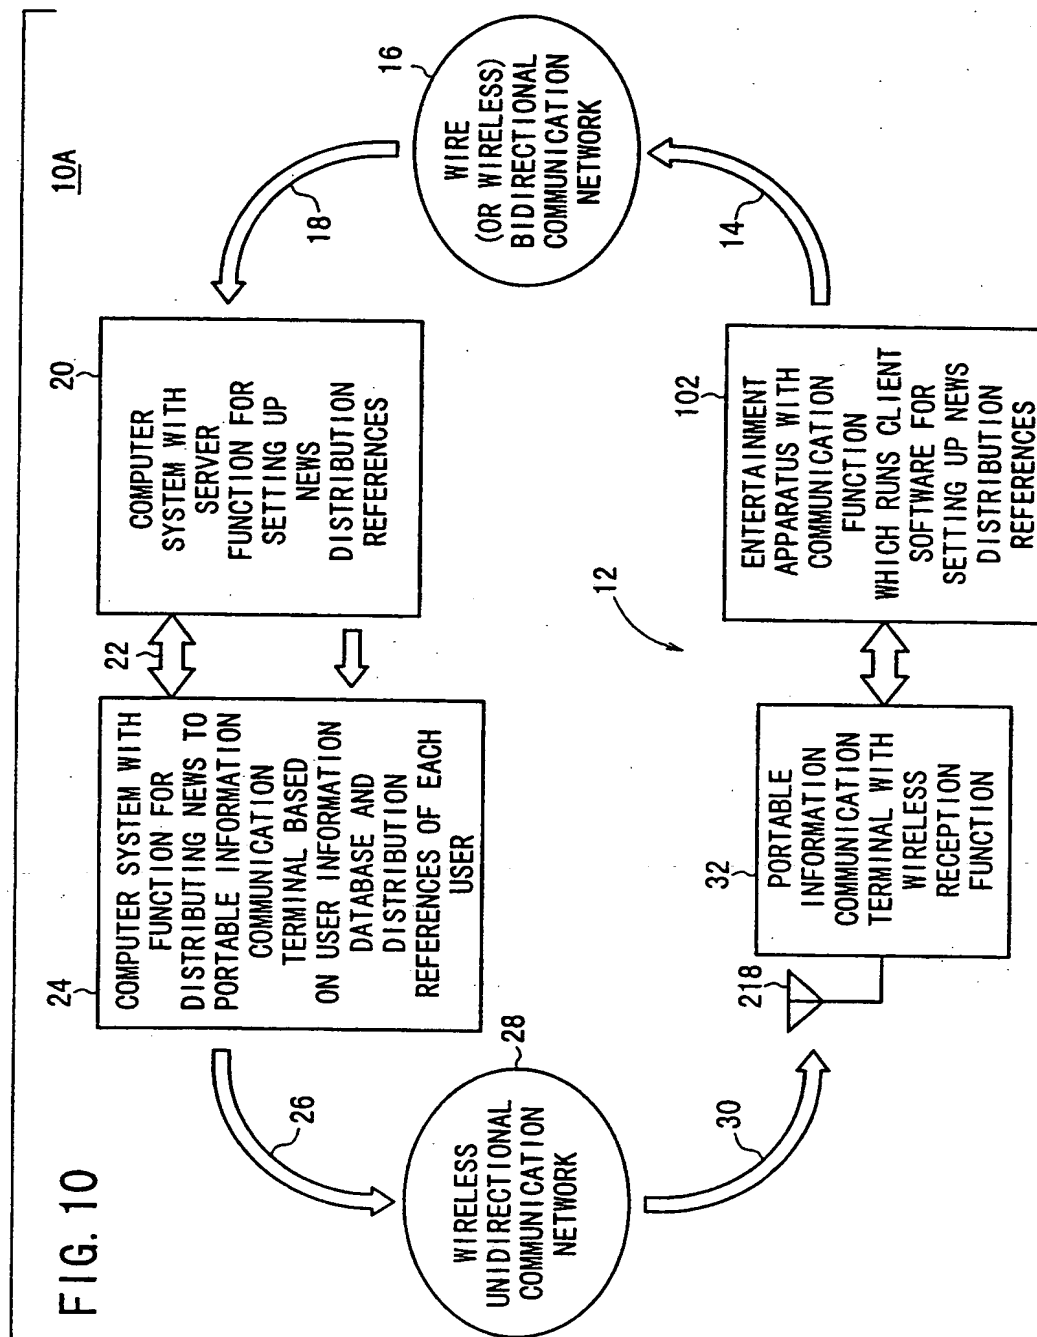 FIG. 10
10A
24
COMPUTER SYSTEM WITH
FUNCTION FOR
DISTRIBUTING NEWS TO
PORTABLE INFORMATION
COMMUNICATION
TERMINAL BASED
ON USER INFORMATION
DATABASE AND
DISTRIBUTION
REFERENCES OF EACH
USER
22
20
COMPUTER
SYSTEM WITH
SERVER
FUNCTION FOR
SETTING UP
NEWS
DISTRIBUTION
REFERENCES
18
16
WIRE
(OR WIRELESS)
BIDIRECTIONAL
COMMUNICATION
NETWORK
26
28
WIRELESS
UNIDIRECTIONAL
COMMUNICATION
NETWORK
30
218
32
PORTABLE
INFORMATION
COMMUNICATION
TERMINAL WITH
WIRELESS
RECEPTION
FUNCTION
12
102
ENTERTAINMENT
APPARATUS WITH
COMMUNICATION
FUNCTION
WHICH RUNS CLIENT
SOFTWARE FOR
SETTING UP NEWS
DISTRIBUTION
REFERENCES
14